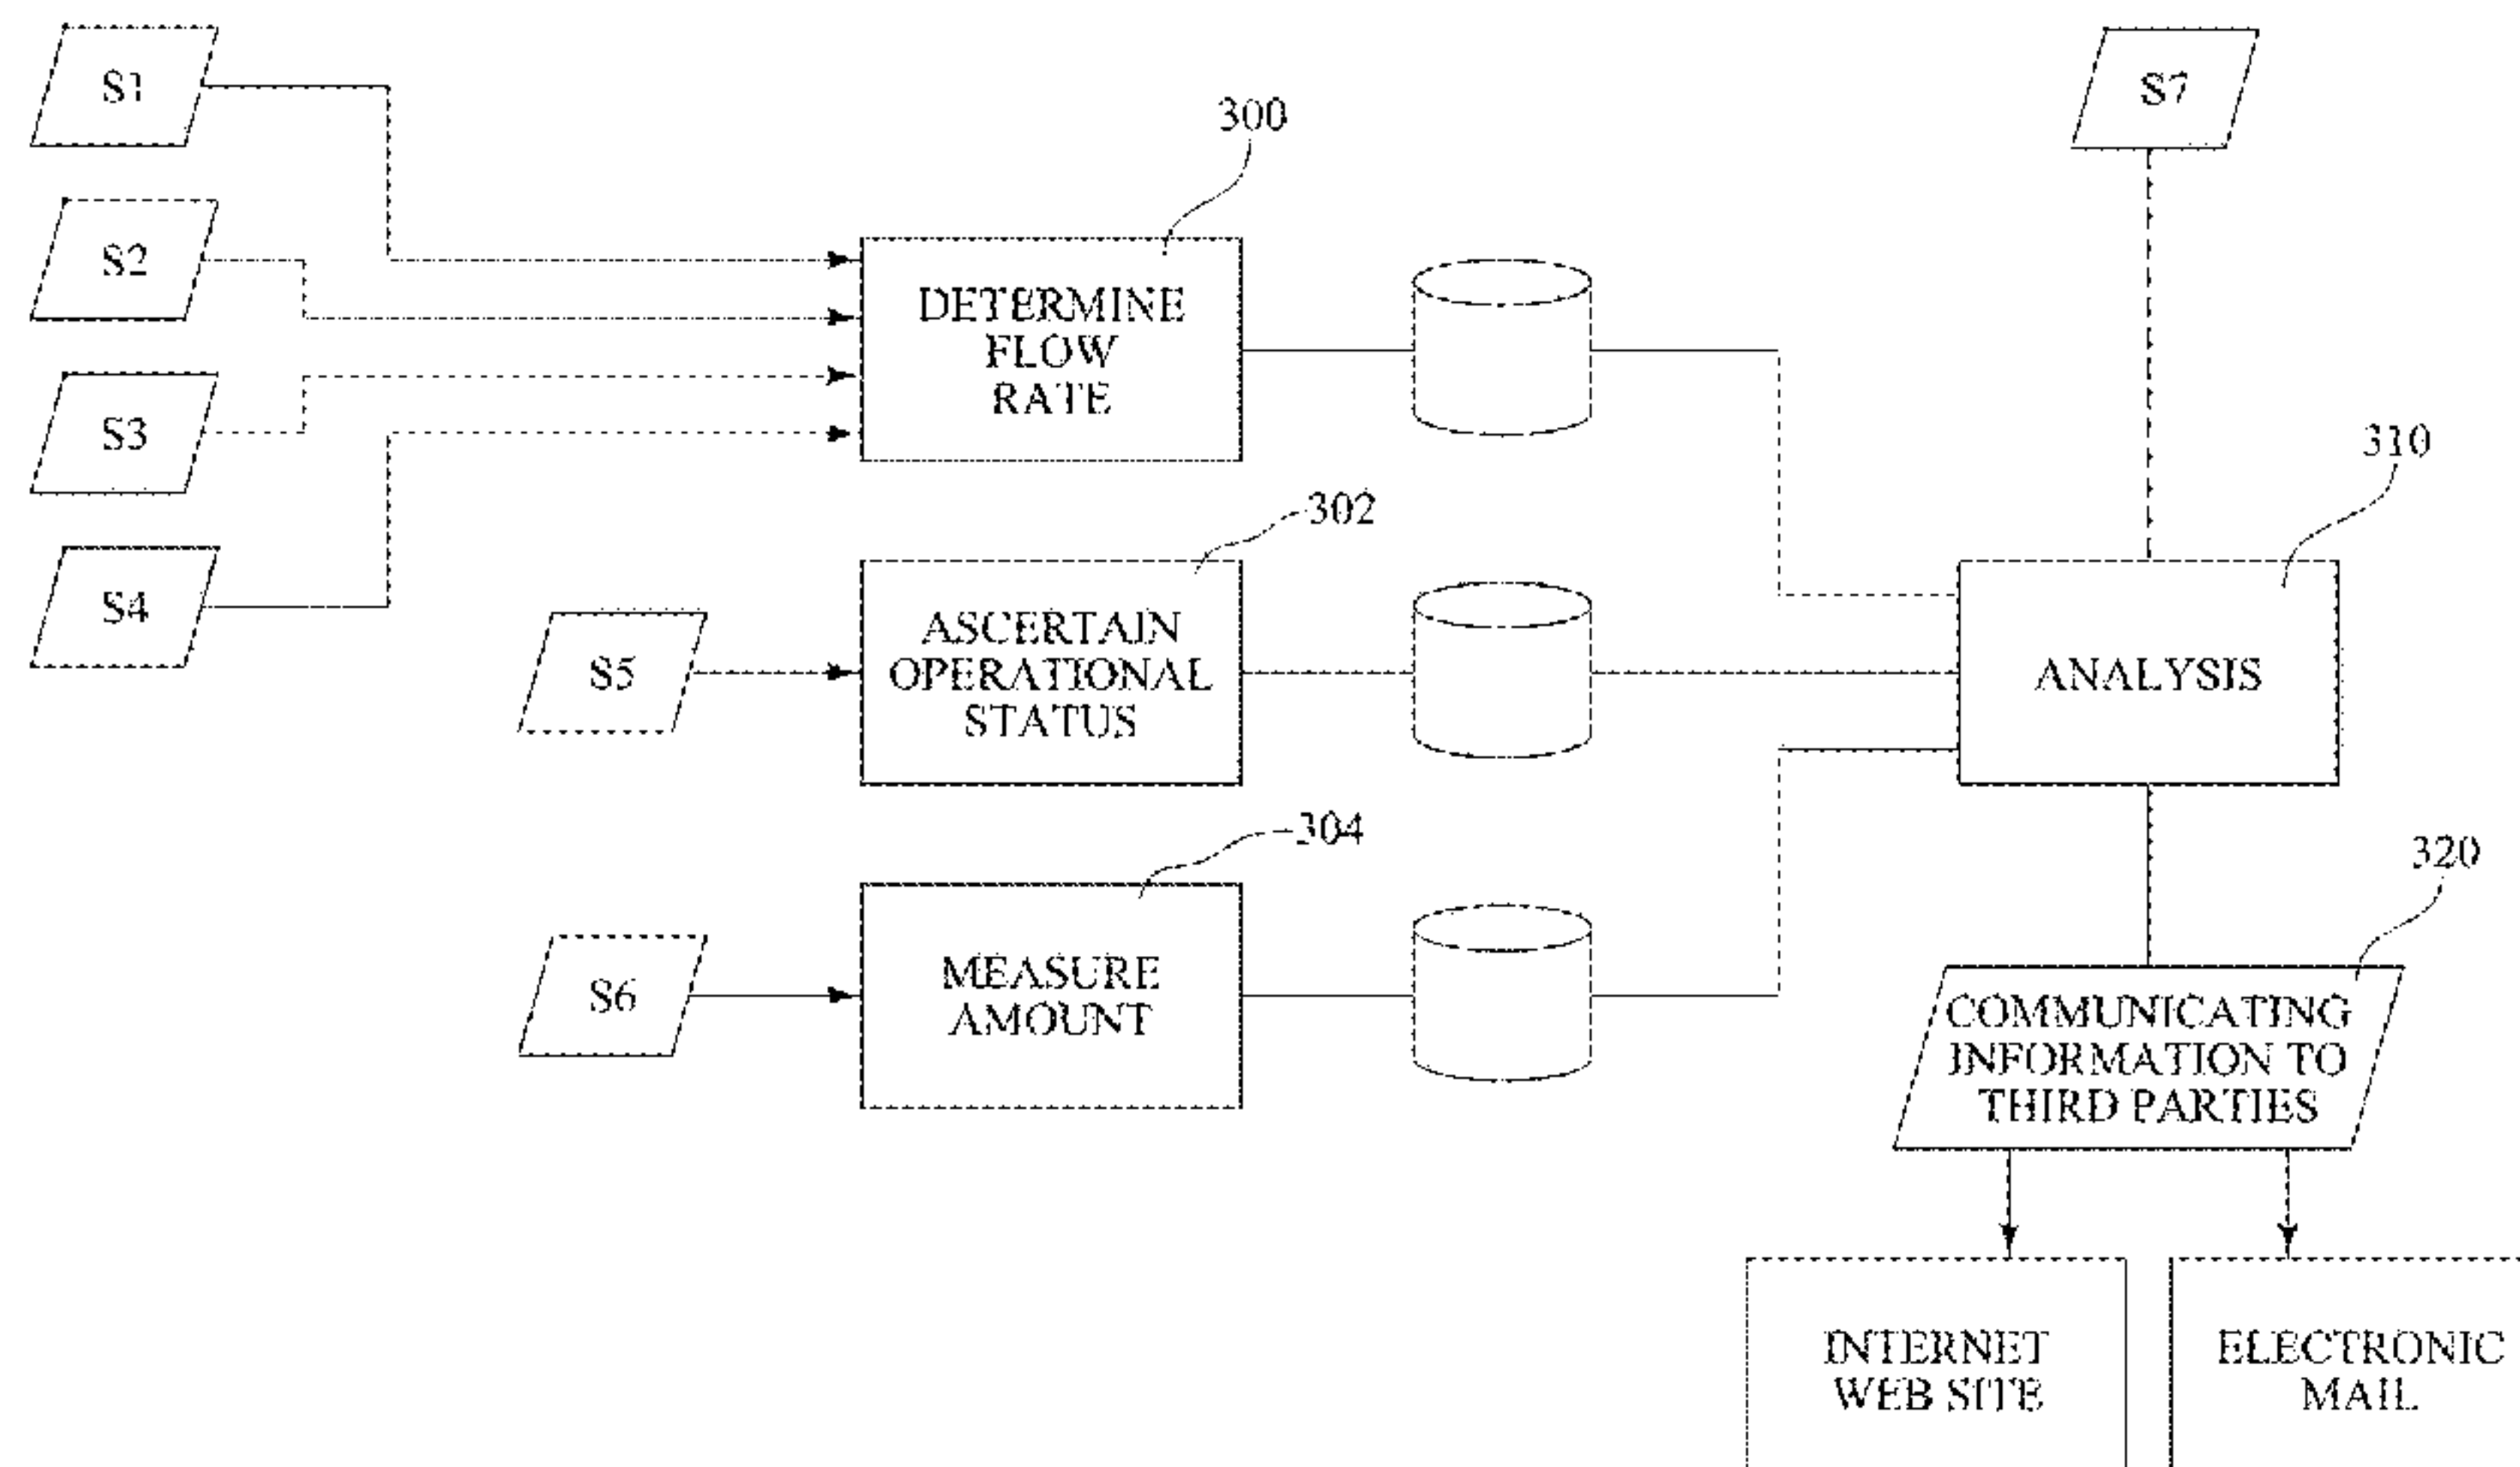 S1
S7
300
S2
DETERMINE
FLOW
RATE
S3
310
302
S4
ASCERTAIN
OPERATIONAL
STATUS
S5
ANALYSIS
304
320
MEASURE
AMOUNT
S6
COMMUNICATING
INFORMATION TO
THIRD PARTIES
INTERNET
WEB SITE
ELECTRONIC
MAIL